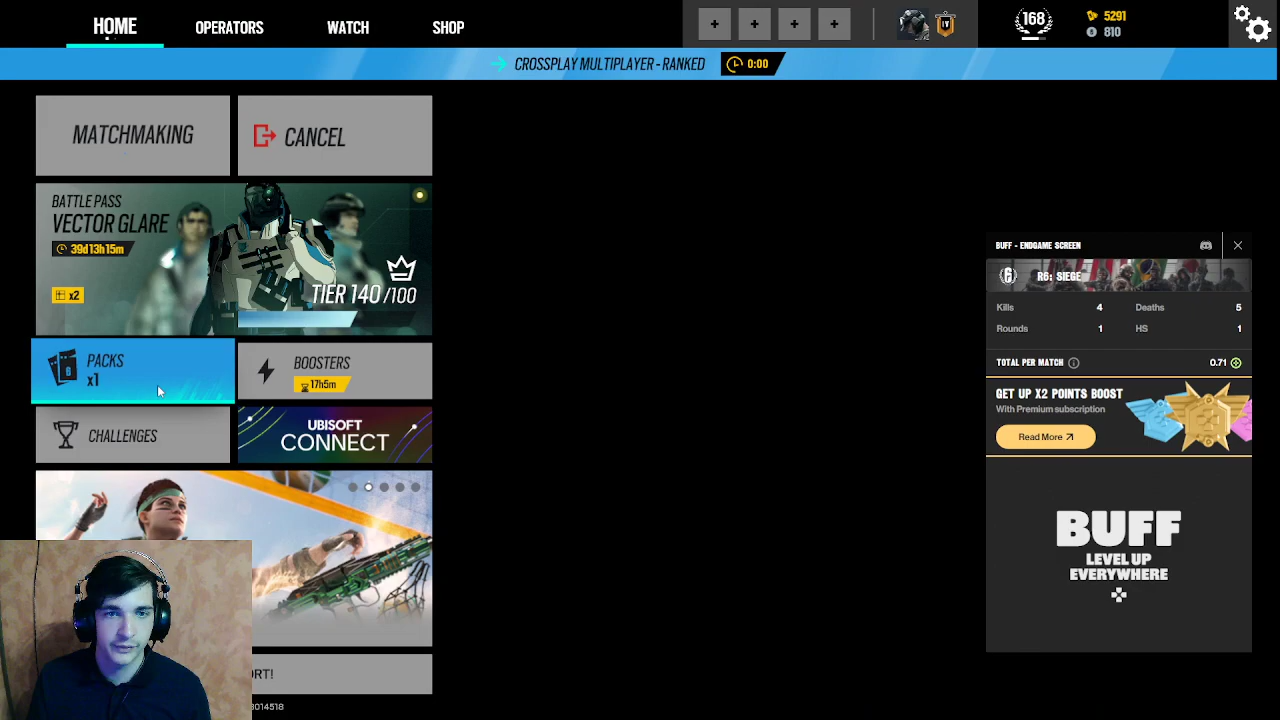 HOME
OPERATORS
WATCH
SHOP
+ + + +
IV
168
5291
810
CROSSPLAY MULTIPLAYER - RANKED
0:00
MATCHMAKING
CANCEL
BATTLE PASS
VECTOR GLARE
39d13h15m
x2
TIER 140 /100
PACKS
x1
BOOSTERS
17h5m
CHALLENGES
UBISOFT
CONNECT
BUFF - ENDGAME SCREEN
R6: SIEGE
Kills 4
Deaths 5
Rounds 1
HS 1
TOTAL PER MATCH
0.71
GET UP X2 POINTS BOOST
With Premium subscription
Read More
BUFF
LEVEL UP
EVERYWHERE
RT!
3014518